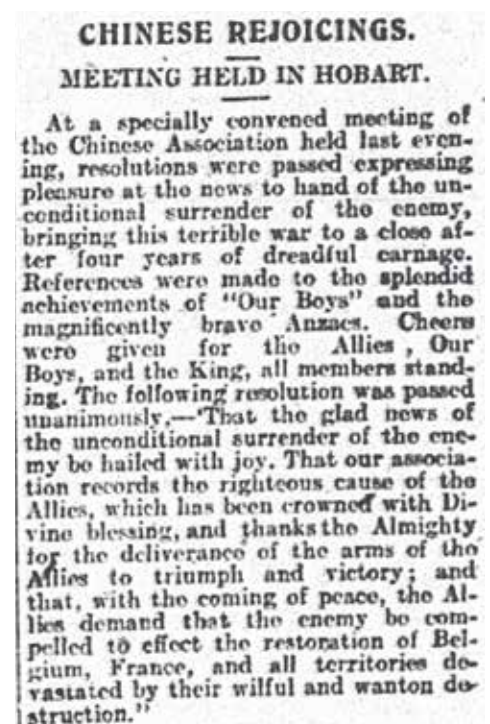 CHINESE REJOICINGS.
MEETING HELD IN HOBART.
At a specially convened meeting of
the Chinese Association held last even-
ing, resolutions were passed expressing
pleasure at the news to hand of the un-
conditional surrender of the enemy,
bringing this terrible war to a close af-
ter four years of dreadful carnage.
References were made to the splendid
achievements of "Our Boys" and the
magnificently brave Anzacs. Cheers
were given for the Allies, Our
Boys, and the King, all members stand-
ing. The following resolution was passed
unanimously,—'That the glad news of
the unconditional surrender of the ene-
my be hailed with joy. That our associa-
tion records the righteous cause of the
Allies, which has been crowned with Di-
vine blessing, and thanks the Almighty
for the deliverance of the arms of the
Allies to triumph and victory; and
that, with the coming of peace, the Al-
lies demand that the enemy be com-
pelled to effect the restoration of Bel-
gium, France, and all territories de-
vastated by their wilful and wanton de-
struction."